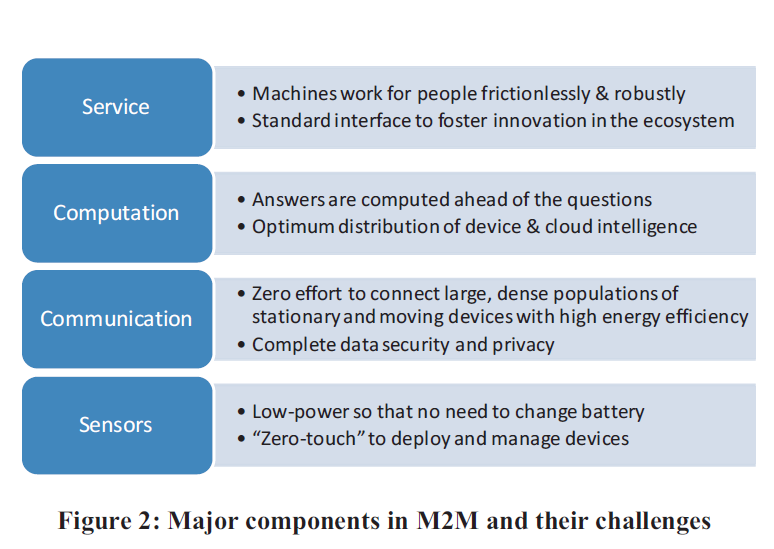 Service
• Machines work for people frictionlessly & robustly
• Standard interface to foster innovation in the ecosystem
Computation
• Answers are computed ahead of the questions
• Optimum distribution of device & cloud intelligence
Communication
• Zero effort to connect large, dense populations of
stationary and moving devices with high energy efficiency
• Complete data security and privacy
Sensors
• Low-power so that no need to change battery
• “Zero-touch” to deploy and manage devices
Figure 2: Major components in M2M and their challenges